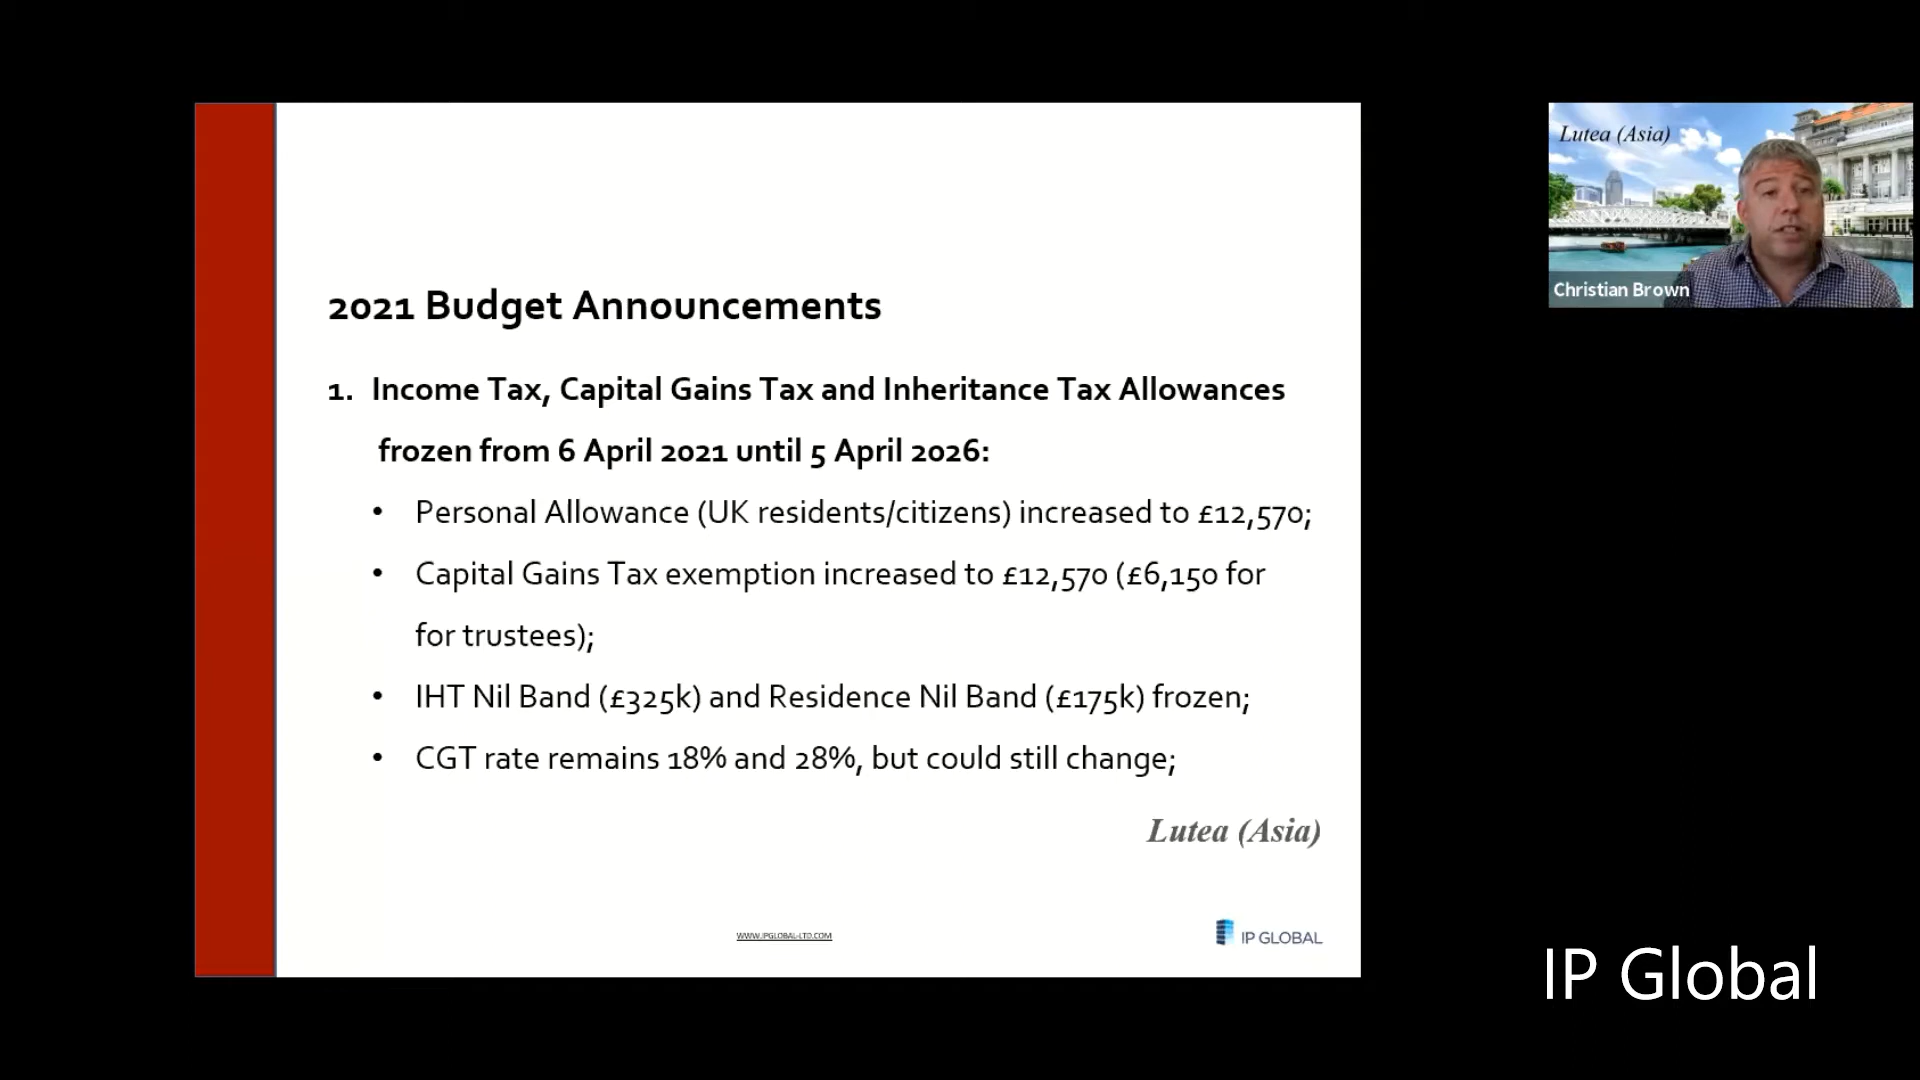 2021 Budget Announcements
1. Income Tax, Capital Gains Tax and Inheritance Tax Allowances
frozen from 6 April 2021 until 5 April 2026:
• Personal Allowance (UK residents/citizens) increased to £12,570;
• Capital Gains Tax exemption increased to £12,570 (£6,150 for
for trustees);
• IHT Nil Band (£325k) and Residence Nil Band (£175k) frozen;
• CGT rate remains 18% and 28%, but could still change;
Lutea (Asia)
WWW.IPGLOBAL-LTD.COM
IP GLOBAL
Lutea (Asia)
Christian Brown
IP Global